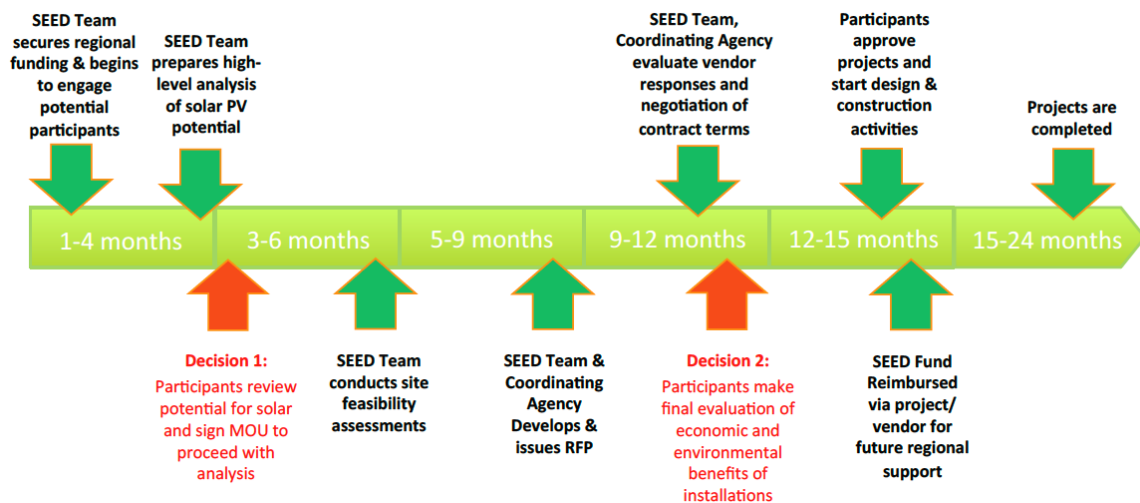 SEED Team
secures regional
funding & begins
to engage
potential
participants
SEED Team
prepares high-
level analysis
of solar PV
potential
SEED Team,
Coordinating Agency
evaluate vendor
responses and
negotiation of
contract terms
Participants
approve
projects and
start design &
construction
activities
Projects are
completed
1-4 months
3-6 months
5-9 months
9-12 months
12-15 months
15-24 months
Decision 1:
Participants review
potential for solar
and sign MOU to
proceed with
analysis
SEED Team
conducts site
feasibility
assessments
SEED Team &
Coordinating
Agency
Develops &
issues RFP
Decision 2:
Participants make
final evaluation of
economic and
environmental
benefits of
installations
SEED Fund
Reimbursed
via project/
vendor for
future regional
support